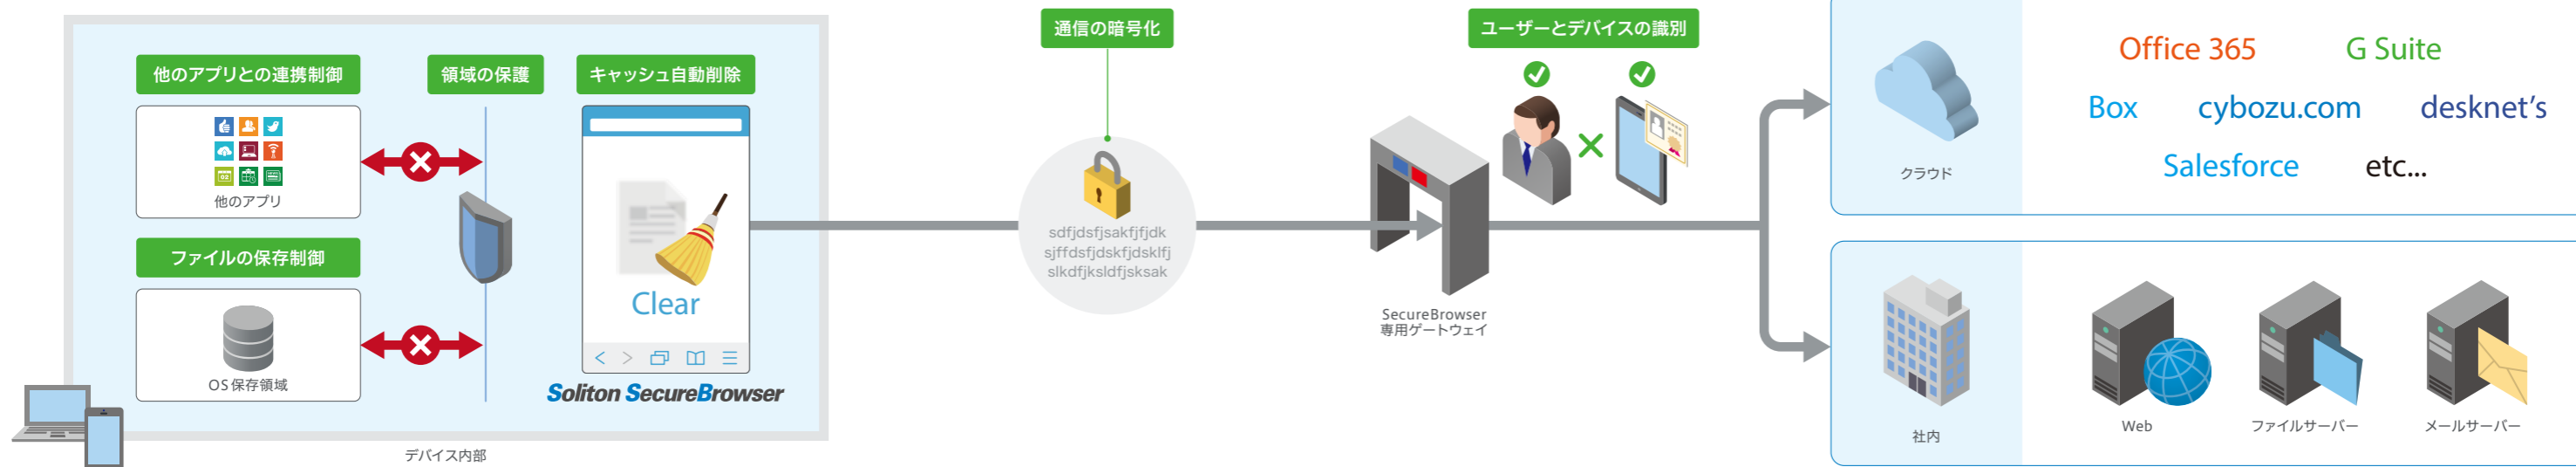 他のアプリとの連携制御
領域の保護
キャッシュ自動削除
他のアプリ
ファイルの保存制御
OS保存領域
Clear
Soliton SecureBrowser
デバイス内部
通信の暗号化
sdfjdsfjsakfjfjdk
sjffdsfjdskfjdsklfj
slkdfjksldfjsksak
ユーザーとデバイスの識別
SecureBrowser
専用ゲートウェイ
クラウド
Office 365 G Suite
Box cybozu.com desknet's
Salesforce etc...
社内
Web
ファイルサーバー
メールサーバー